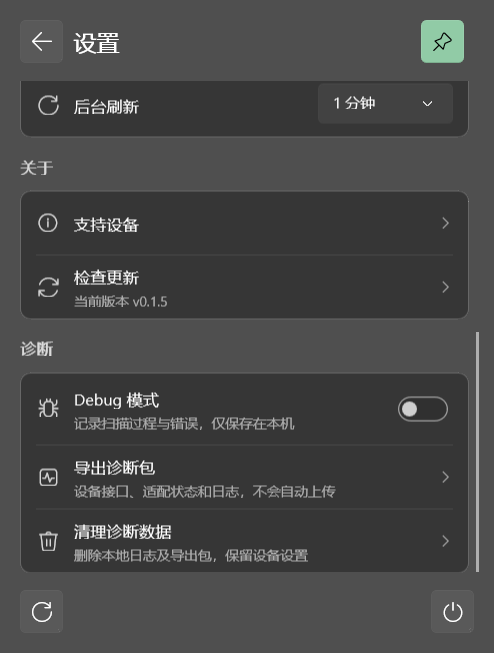 设置
后台刷新
1 分钟
关于
支持设备
检查更新
当前版本 v0.1.5
诊断
Debug 模式
记录扫描过程与错误，仅保存在本机
导出诊断包
设备接口、适配状态和日志，不会自动上传
清理诊断数据
删除本地日志及导出包，保留设备设置